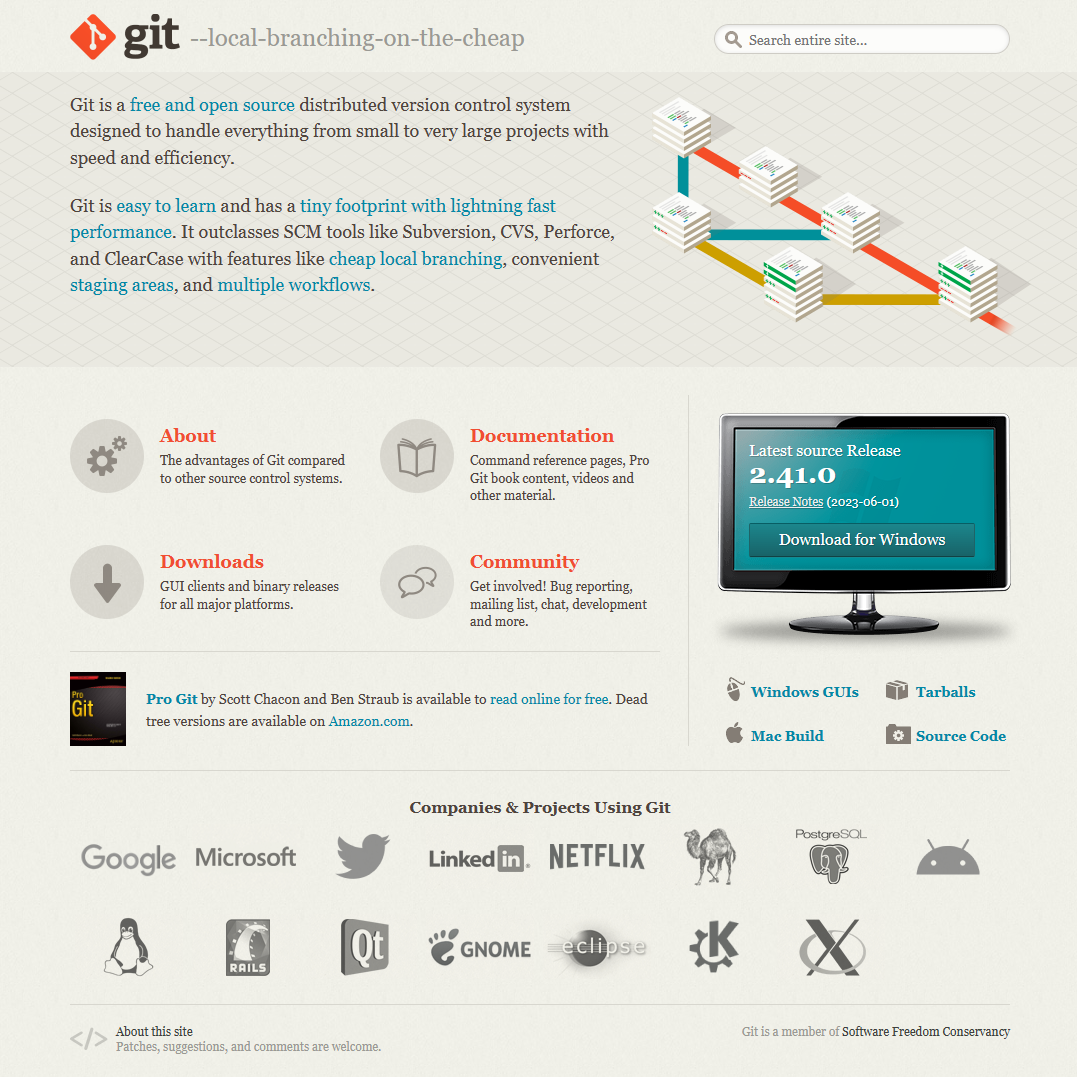 git --local-branching-on-the-cheap
Search entire site...
Git is a free and open source distributed version control system
designed to handle everything from small to very large projects with
speed and efficiency.
Git is easy to learn and has a tiny footprint with lightning fast
performance. It outclasses SCM tools like Subversion, CVS, Perforce,
and ClearCase with features like cheap local branching, convenient
staging areas, and multiple workflows.
About
The advantages of Git compared
to other source control systems.
Documentation
Command reference pages, Pro
Git book content, videos and
other material.
Downloads
GUI clients and binary releases
for all major platforms.
Community
Get involved! Bug reporting,
mailing list, chat, development
and more.
Pro
Git
Pro Git by Scott Chacon and Ben Straub is available to read online for free. Dead
tree versions are available on Amazon.com.
Latest source Release
2.41.0
Release Notes (2023-06-01)
Download for Windows
Windows GUIs
Tarballs
Mac Build
Source Code
Companies & Projects Using Git
Google Microsoft LinkedIn NETFLIX PostgreSQL
RAILS Qt GNOME eclipse K X
</> About this site
Patches, suggestions, and comments are welcome.
Git is a member of Software Freedom Conservancy